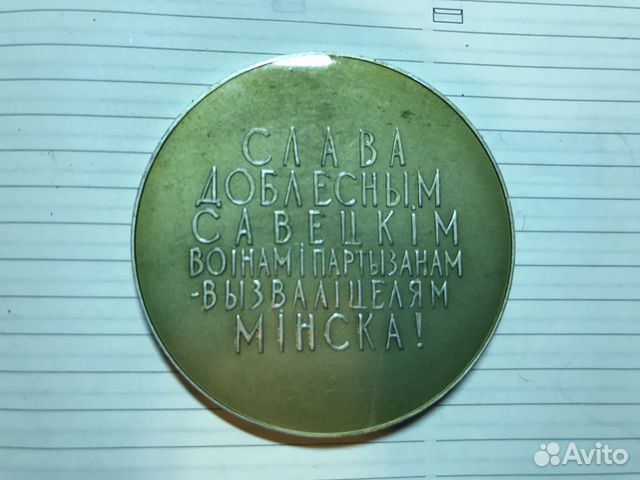 СЛАВА
ДОБЛЕСНЫМ
САВЕЦКІМ
ВОІНАМ І ПАРТЫЗАНАМ
-ВЫЗВАЛІЦЕЛЯМ
МІНСКА!
Avito